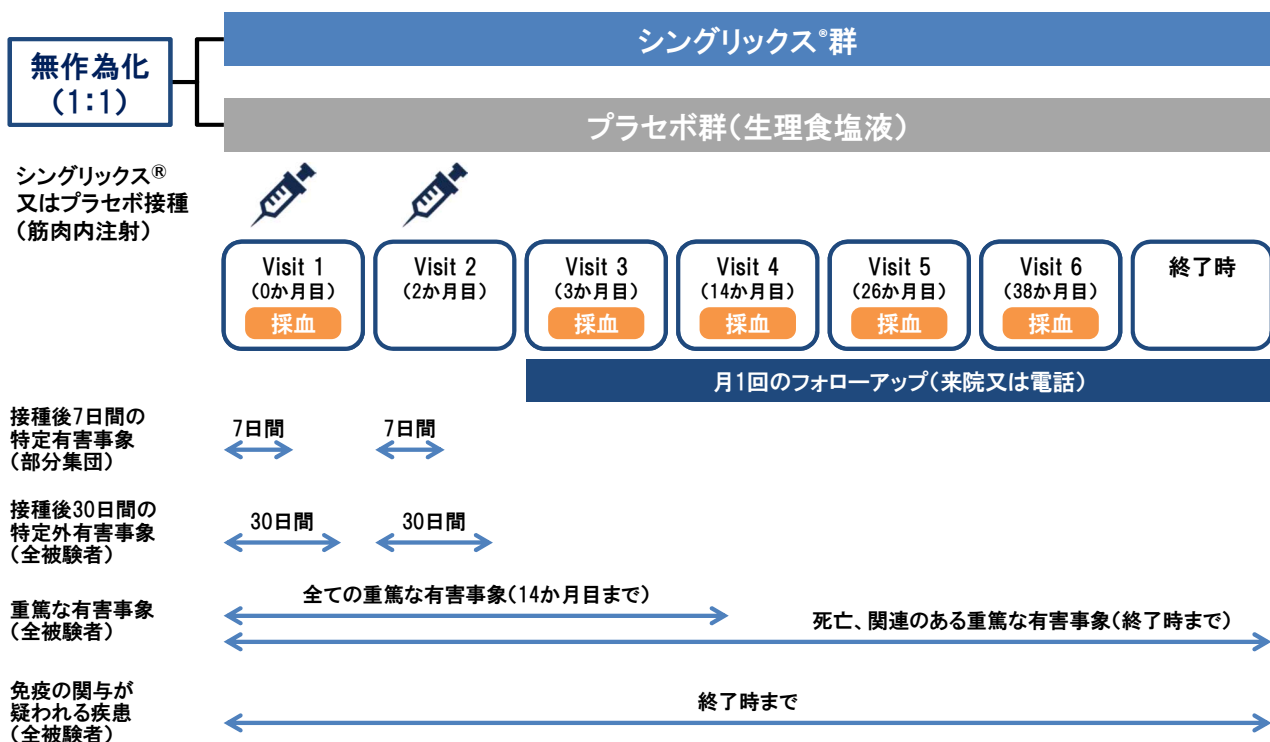 シングリックス®群
無作為化
(1:1)
プラセボ群(生理食塩液)
シングリックス®
又はプラセボ接種
(筋肉内注射)
Visit 1
(0か月目)
採血
Visit 2
(2か月目)
Visit 3
(3か月目)
採血
Visit 4
(14か月目)
採血
Visit 5
(26か月目)
採血
Visit 6
(38か月目)
採血
終了時
月1回のフォローアップ(来院又は電話)
接種後7日間の
特定有害事象
(部分集団)
7日間
7日間
接種後30日間の
特定外有害事象
(全被験者)
30日間
30日間
重篤な有害事象
(全被験者)
全ての重篤な有害事象(14か月目まで)
死亡、関連のある重篤な有害事象(終了時まで)
免疫の関与が
疑われる疾患
(全被験者)
終了時まで